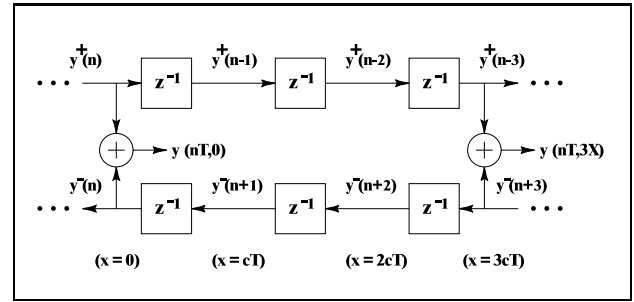 y⁺(n) y⁺(n-1) y⁺(n-2) y⁺(n-3)
• • • z⁻¹ z⁻¹ z⁻¹ • • •
+ y (nT,0) + y (nT,3X)
y⁻(n) y⁻(n+1) y⁻(n+2) y⁻(n+3)
• • • z⁻¹ z⁻¹ z⁻¹ • • •
(x = 0) (x = cT) (x = 2cT) (x = 3cT)